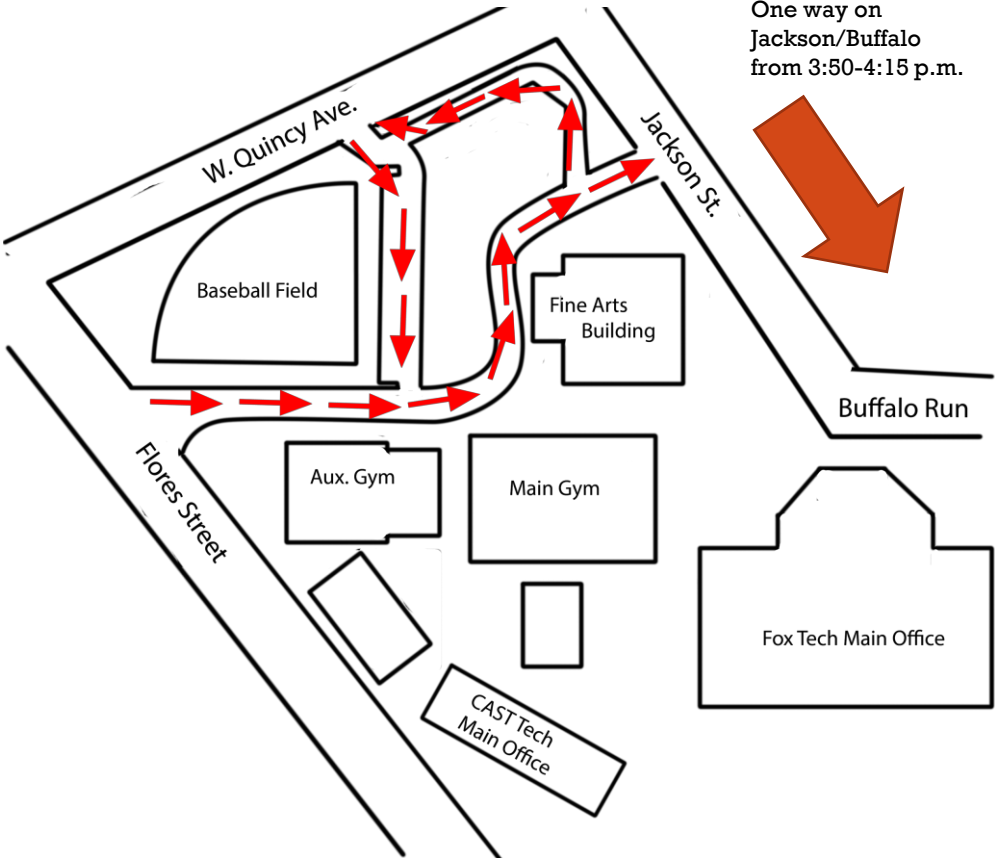 One way on
Jackson/Buffalo
from 3:50-4:15 p.m.
W. Quincy Ave.
Jackson St.
Baseball Field
Fine Arts
Building
Buffalo Run
Flores Street
Aux. Gym
Main Gym
Fox Tech Main Office
CAST Tech
Main Office